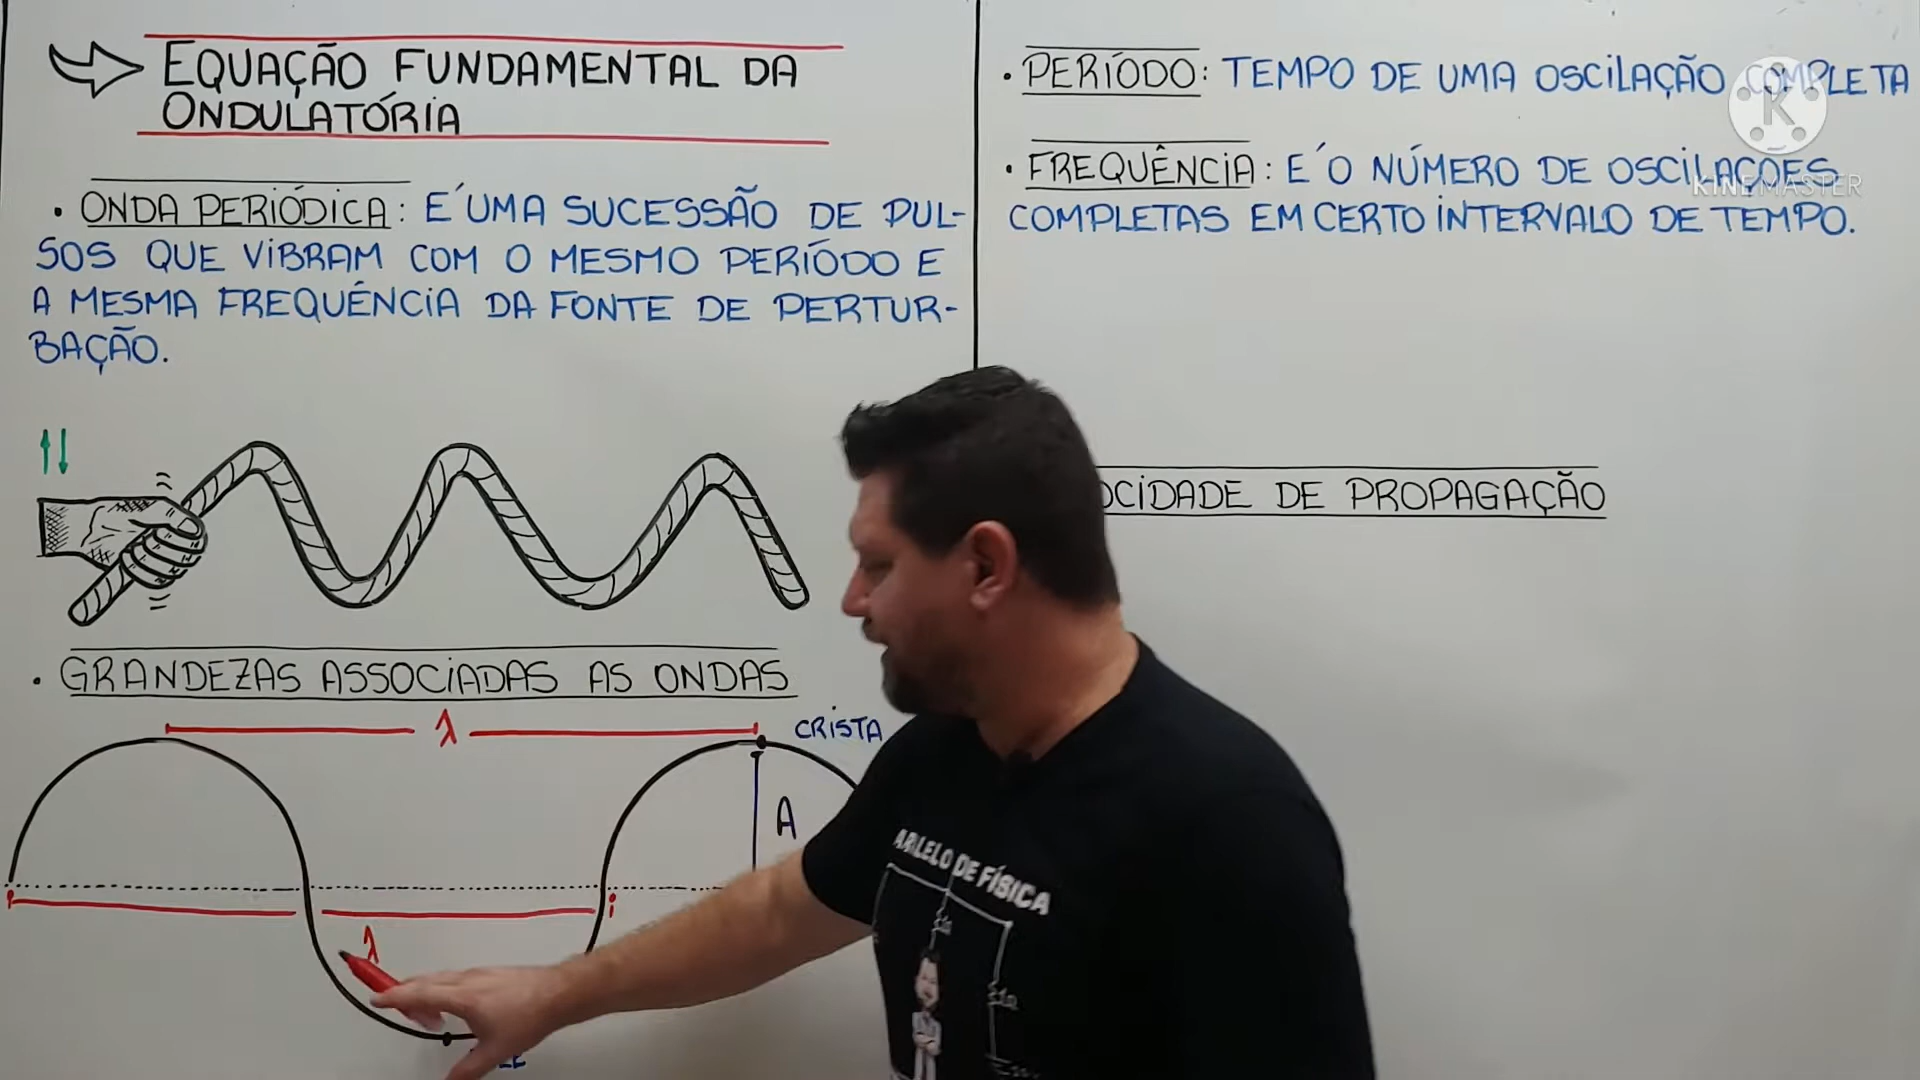 EQUAÇÃO FUNDAMENTAL DA
ONDULATÓRIA
• ONDA PERIÓDICA: E´ UMA SUCESSÃO DE PUL-
SOS QUE VIBRAM COM O MESMO PERÍODO E
A MESMA FREQUÊNCIA DA FONTE DE PERTUR-
BAÇÃO.
• GRANDEZAS ASSOCIADAS AS ONDAS
λ
CRISTA
A
λ
• PERÍODO: TEMPO DE UMA OSCILAÇÃO COMPLETA
• FREQUÊNCIA: E´ O NÚMERO DE OSCILAÇÕES
COMPLETAS EM CERTO INTERVALO DE TEMPO.
OCIDADE DE PROPAGAÇÃO
K
KINEMASTER
ARALELO DE FÍSICA